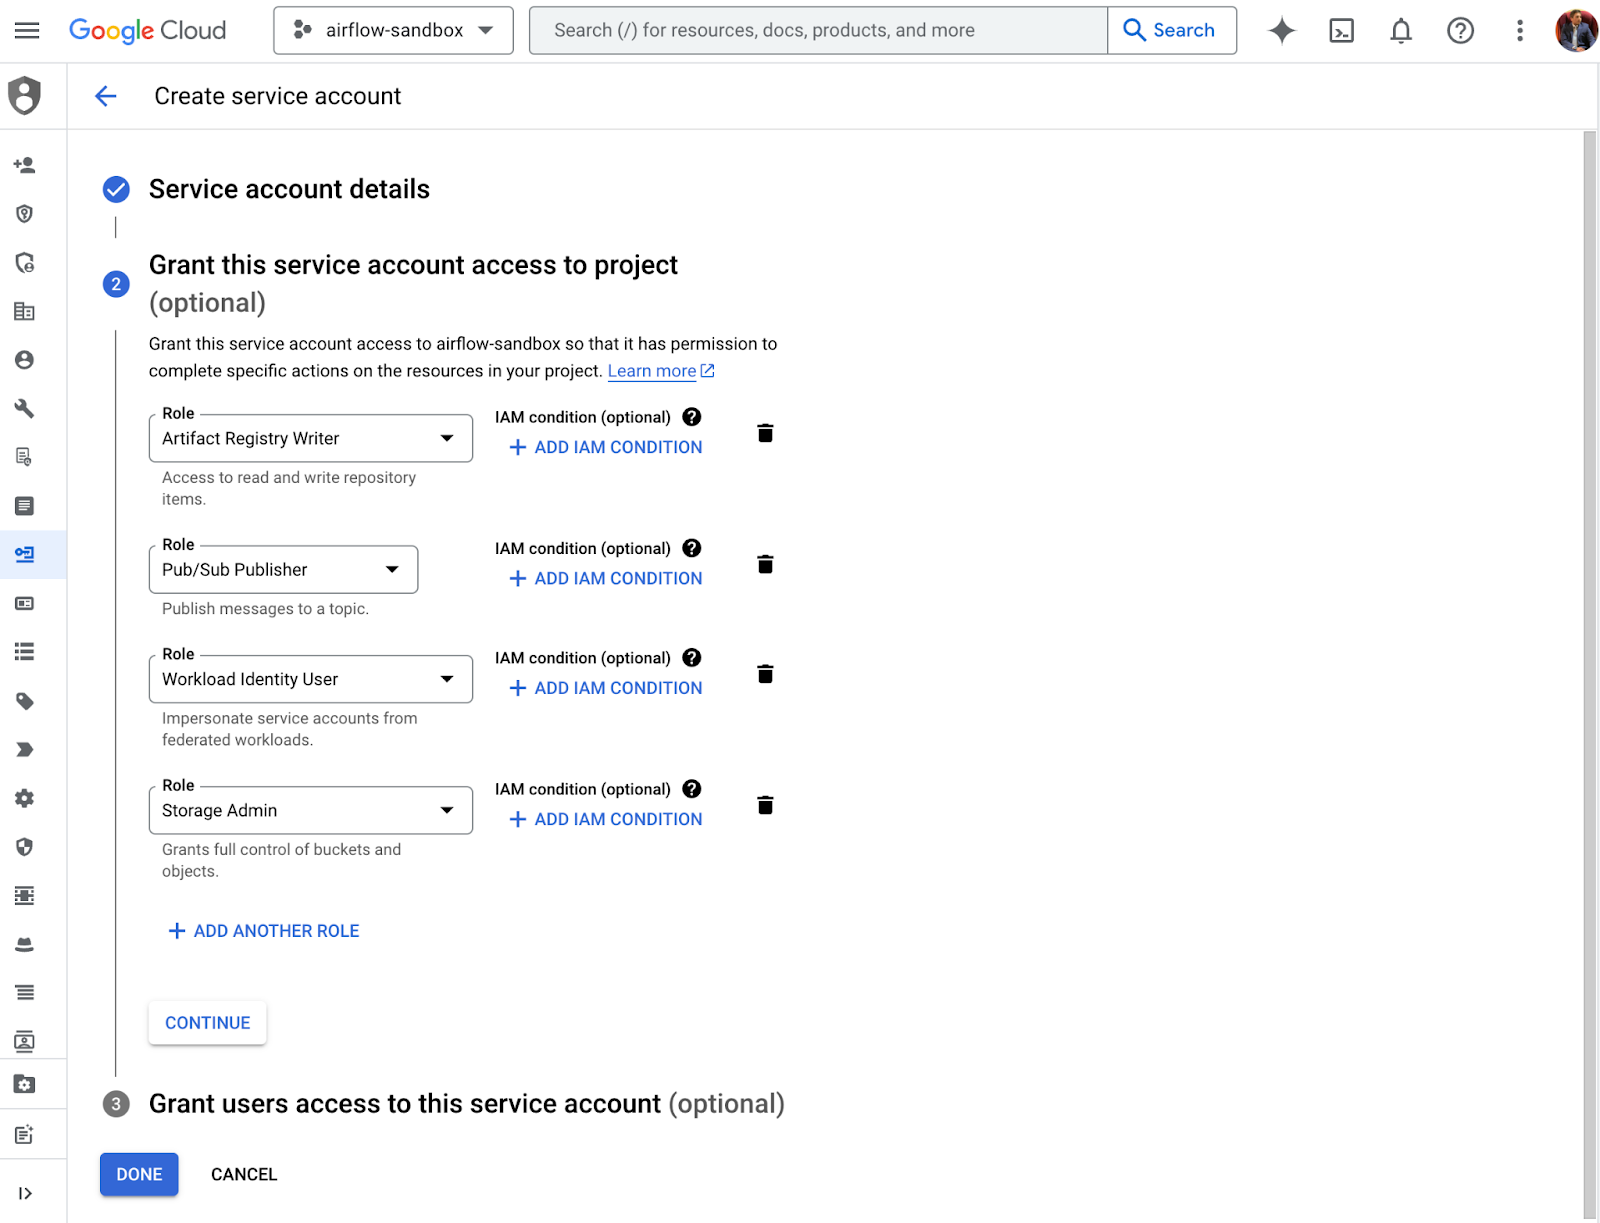 Google Cloud
airflow-sandbox
Search (/) for resources, docs, products, and more
Search
Create service account
Service account details
2
Grant this service account access to project
(optional)
Grant this service account access to airflow-sandbox so that it has permission to
complete specific actions on the resources in your project. Learn more
Role
Artifact Registry Writer
Access to read and write repository
items.
IAM condition (optional)
+ ADD IAM CONDITION
Role
Pub/Sub Publisher
Publish messages to a topic.
IAM condition (optional)
+ ADD IAM CONDITION
Role
Workload Identity User
Impersonate service accounts from
federated workloads.
IAM condition (optional)
+ ADD IAM CONDITION
Role
Storage Admin
Grants full control of buckets and
objects.
IAM condition (optional)
+ ADD IAM CONDITION
+ ADD ANOTHER ROLE
CONTINUE
3
Grant users access to this service account (optional)
DONE
CANCEL